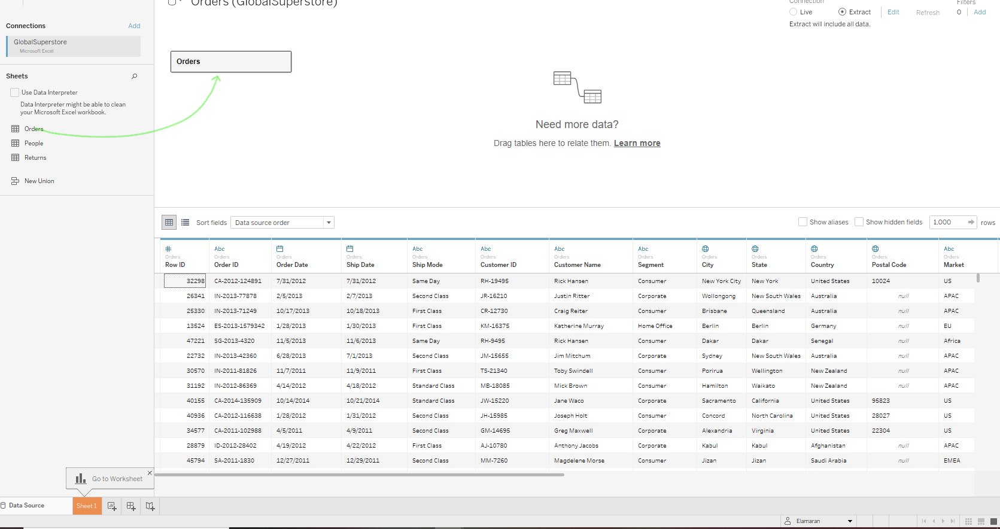 Orders (GlobalSuperstore)
Connection
Filters
Live
Extract
Edit
Refresh
0
Add
Extract will include all data.
Connections
Add
GlobalSuperstore
Microsoft Excel
Sheets
Use Data Interpreter
Data Interpreter might be able to clean
your Microsoft Excel workbook.
Orders
People
Returns
New Union
Orders
Need more data?
Drag tables here to relate them. Learn more
Sort fields Data source order
Show aliases Show hidden fields 1,000 rows
# Abc Abc Abc Abc Abc Abc
Orders Orders Orders Orders Orders Orders Orders Orders Orders Orders Orders Orders Orders
Row ID Order ID Order Date Ship Date Ship Mode Customer ID Customer Name Segment City State Country Postal Code Market
32298 CA-2012-124891 7/31/2012 7/31/2012 Same Day RH-19495 Rick Hansen Consumer New York City New York United States 10024 US
26341 IN-2013-77878 2/5/2013 2/7/2013 Second Class JR-16210 Justin Ritter Corporate Wollongong New South Wales Australia null APAC
25330 IN-2013-71249 10/17/2013 10/18/2013 First Class CR-12730 Craig Reiter Consumer Brisbane Queensland Australia null APAC
13524 ES-2013-1579342 1/28/2013 1/30/2013 First Class KM-16375 Katherine Murray Home Office Berlin Berlin Germany null EU
47221 SG-2013-4320 11/5/2013 11/6/2013 Same Day RH-9495 Rick Hansen Consumer Dakar Dakar Senegal null Africa
22732 IN-2013-42360 6/28/2013 7/1/2013 Second Class JM-15655 Jim Mitchum Corporate Sydney New South Wales Australia null APAC
30570 IN-2011-81826 11/7/2011 11/9/2011 First Class TS-21340 Toby Swindell Consumer Porirua Wellington New Zealand null APAC
31192 IN-2012-86369 4/14/2012 4/18/2012 Standard Class MB-18085 Mick Brown Consumer Hamilton Waikato New Zealand null APAC
40155 CA-2014-135909 10/14/2014 10/21/2014 Standard Class JW-15220 Jane Waco Corporate Sacramento California United States 95823 US
40936 CA-2012-116638 1/28/2012 1/31/2012 Second Class JH-15985 Joseph Holt Consumer Concord North Carolina United States 28027 US
34577 CA-2011-102988 4/5/2011 4/9/2011 Second Class GM-14695 Greg Maxwell Corporate Alexandria Virginia United States 22304 US
28879 ID-2012-28402 4/19/2012 4/22/2012 First Class AJ-10780 Anthony Jacobs Corporate Kabul Kabul Afghanistan null APAC
45794 SA-2011-1830 12/27/2011 12/29/2011 Second Class MM-7260 Magdelene Morse Consumer Jizan Jizan Saudi Arabia null EMEA
Go to Worksheet
Data Source
Sheet 1
Elamaran